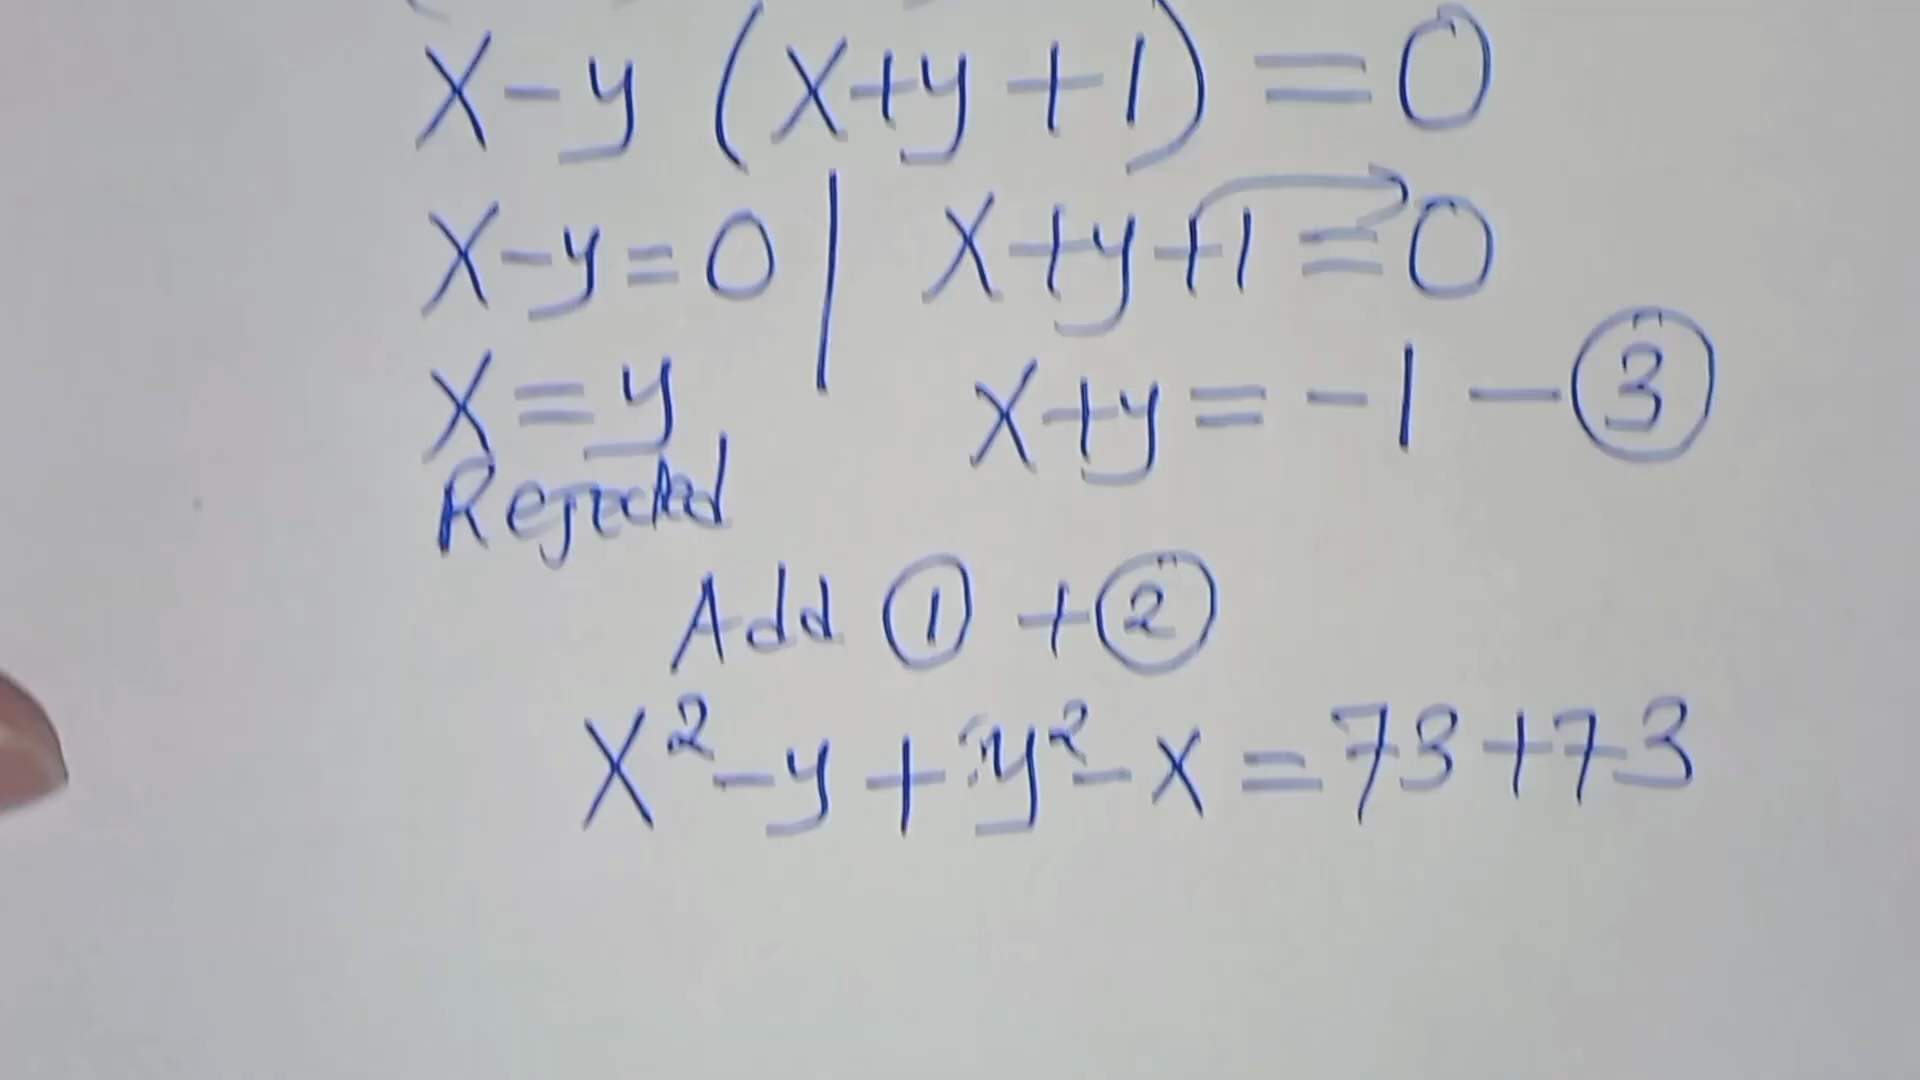 x-y (x+y+1) = 0
x-y=0 | x+y+1=0
x=y x+y=-1-③
Rejected
Add ① + ②
x²-y+y²-x=73+73